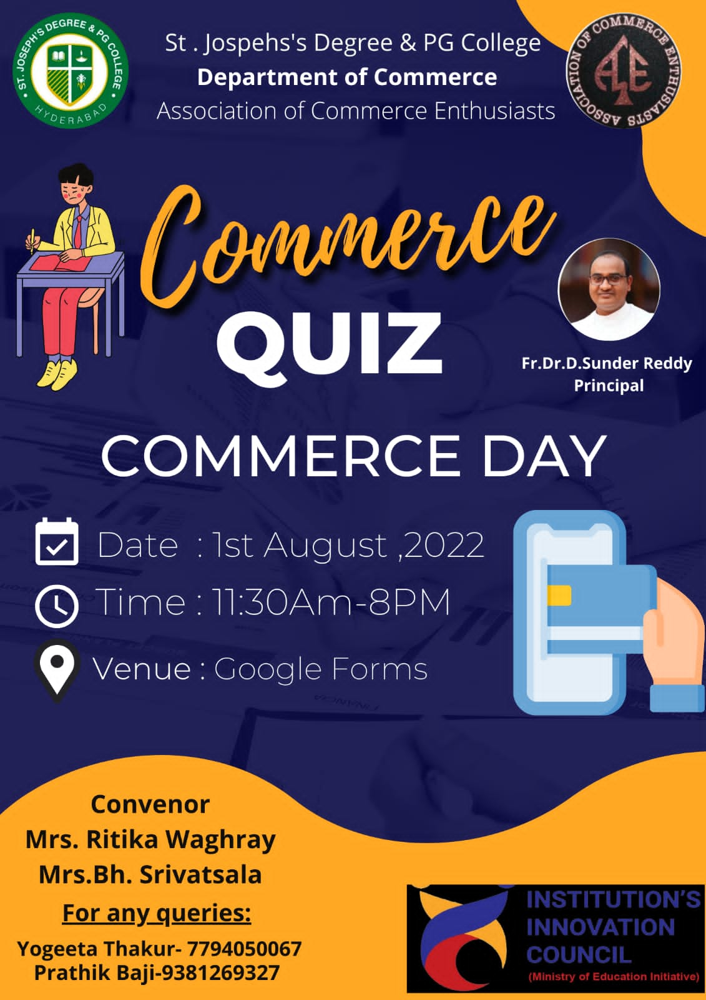 ST. JOSEPH'S DEGREE & PG COLLEGE
HYDERABAD
St . Jospehs's Degree & PG College
Department of Commerce
Association of Commerce Enthusiasts
ASSOCIATION OF COMMERCE ENTHUSIASTS
ACE
Commerce
QUIZ
Fr.Dr.D.Sunder Reddy
Principal
COMMERCE DAY
Date : 1st August ,2022
Time : 11:30Am-8PM
Venue : Google Forms
Convenor
Mrs. Ritika Waghray
Mrs.Bh. Srivatsala
For any queries:
Yogeeta Thakur- 7794050067
Prathik Baji-9381269327
INSTITUTION'S
INNOVATION
COUNCIL
(Ministry of Education Initiative)